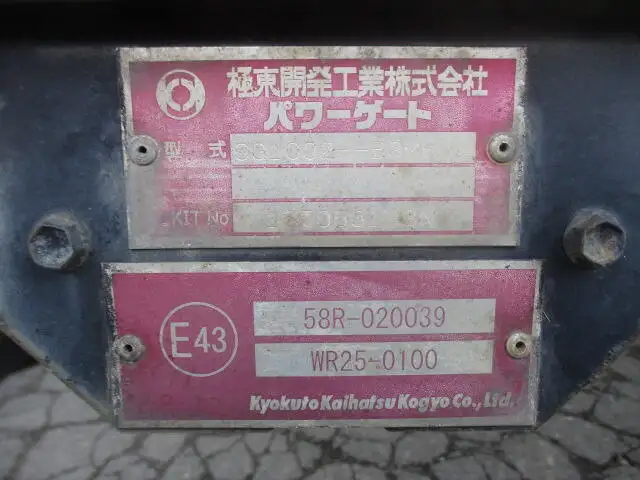 極東開発工業株式会社
パワーゲート
型 式
KIT No
E43
58R-020039
WR25-0100
Kyokuto Kaihatsu Kogyo Co., Ltd.